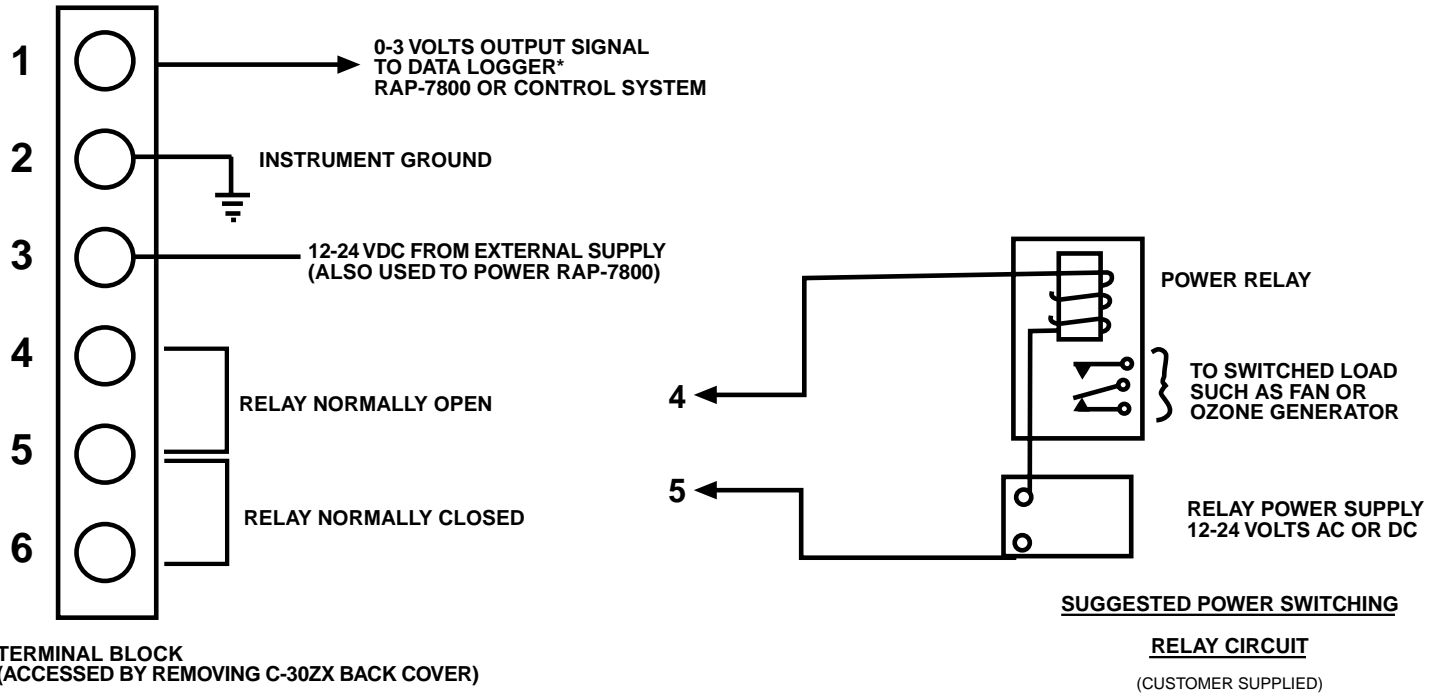 1
0-3 VOLTS OUTPUT SIGNAL
TO DATA LOGGER*
RAP-7800 OR CONTROL SYSTEM
2
INSTRUMENT GROUND
3
12-24 VDC FROM EXTERNAL SUPPLY
(ALSO USED TO POWER RAP-7800)
4
RELAY NORMALLY OPEN
5
RELAY NORMALLY CLOSED
6
TERMINAL BLOCK
(ACCESSED BY REMOVING C-30ZX BACK COVER)
POWER RELAY
TO SWITCHED LOAD
SUCH AS FAN OR
OZONE GENERATOR
4
5
RELAY POWER SUPPLY
12-24 VOLTS AC OR DC
SUGGESTED POWER SWITCHING
RELAY CIRCUIT
(CUSTOMER SUPPLIED)